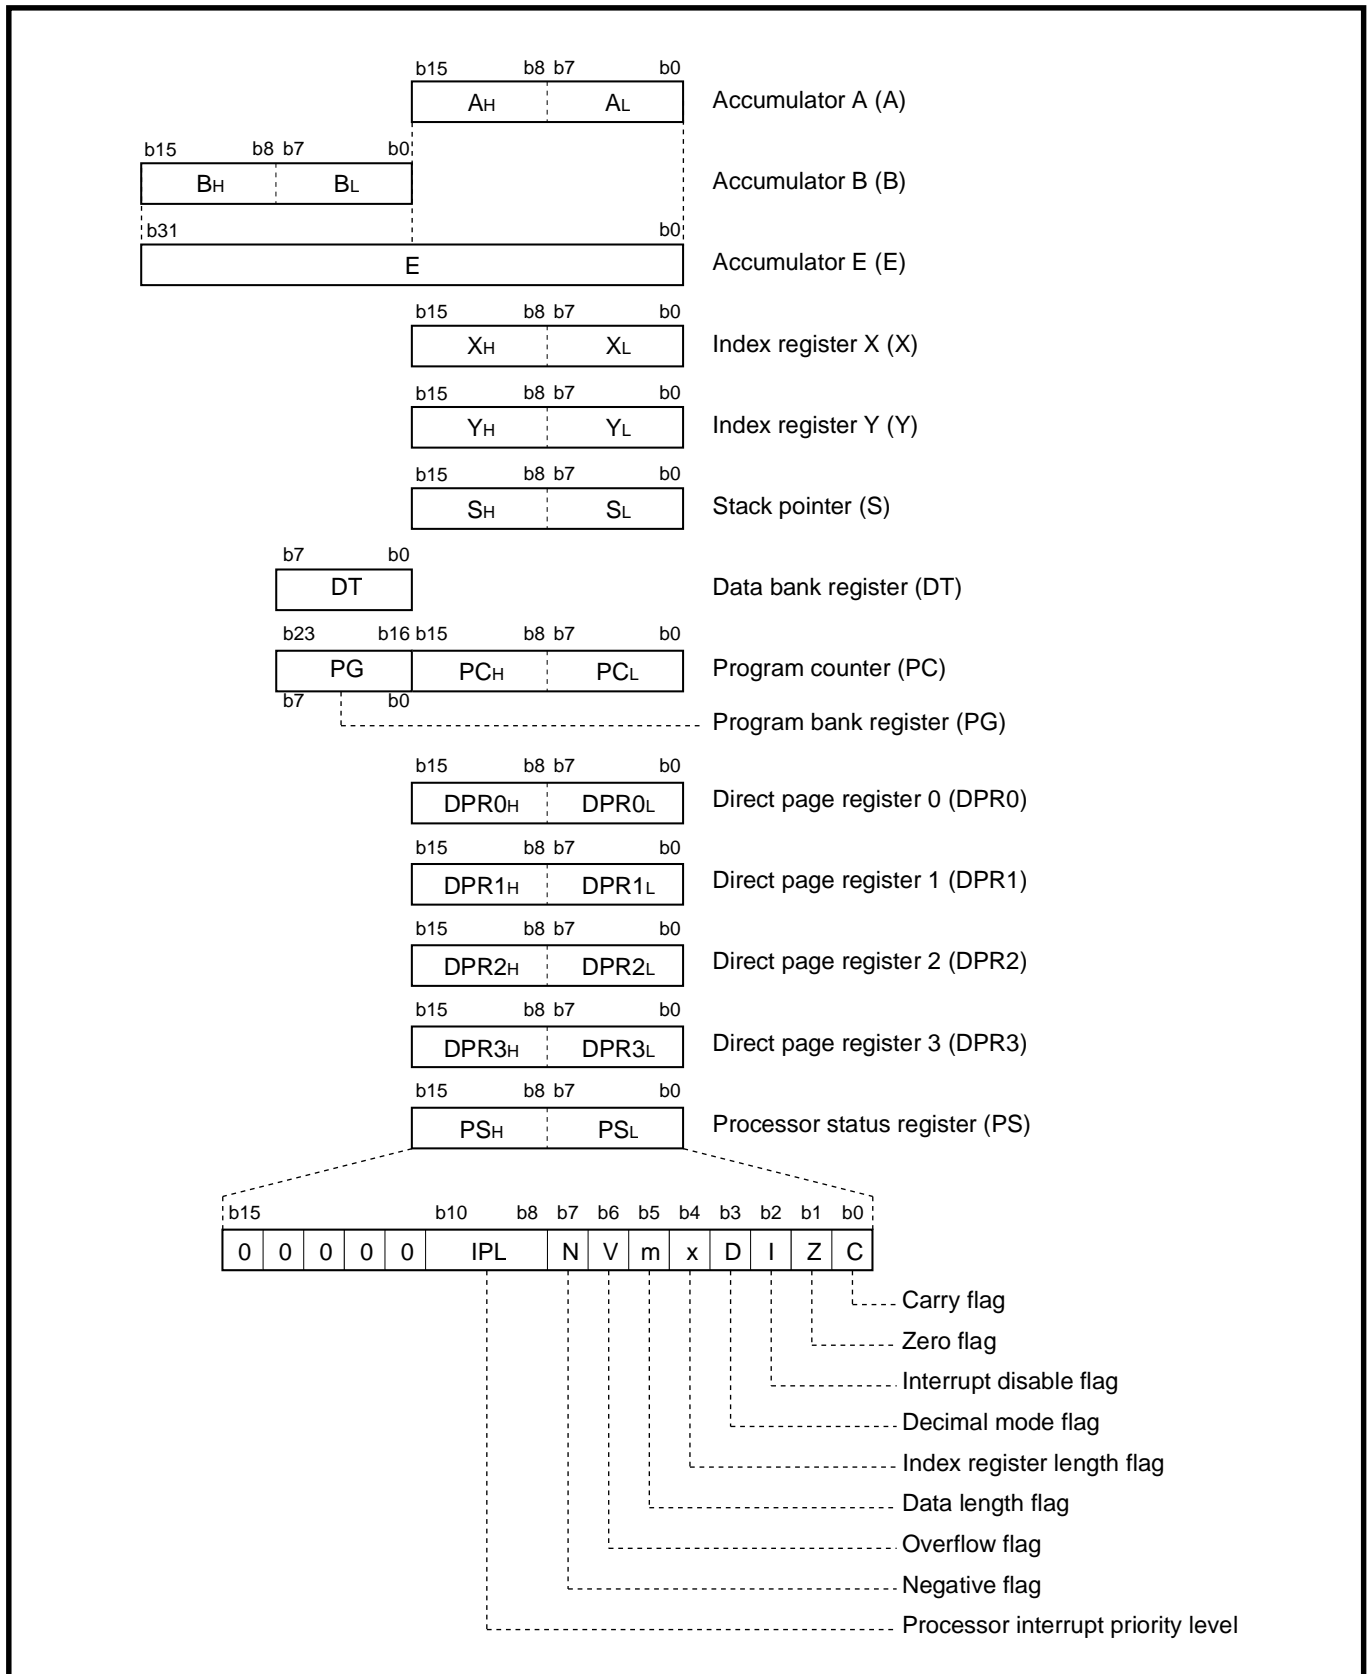 b15 b8 b7 b0
AH AL Accumulator A (A)
b15 b8 b7 b0
BH BL Accumulator B (B)
b31 b0
E Accumulator E (E)
b15 b8 b7 b0
XH XL Index register X (X)
b15 b8 b7 b0
YH YL Index register Y (Y)
b15 b8 b7 b0
SH SL Stack pointer (S)
b7 b0
DT Data bank register (DT)
b23 b16 b15 b8 b7 b0
PG PCH PCL Program counter (PC)
b7 b0
Program bank register (PG)
b15 b8 b7 b0
DPR0H DPR0L Direct page register 0 (DPR0)
b15 b8 b7 b0
DPR1H DPR1L Direct page register 1 (DPR1)
b15 b8 b7 b0
DPR2H DPR2L Direct page register 2 (DPR2)
b15 b8 b7 b0
DPR3H DPR3L Direct page register 3 (DPR3)
b15 b8 b7 b0
PSH PSL Processor status register (PS)
b15 b10 b8 b7 b6 b5 b4 b3 b2 b1 b0
0 0 0 0 0 IPL N V m x D I Z C
Carry flag
Zero flag
Interrupt disable flag
Decimal mode flag
Index register length flag
Data length flag
Overflow flag
Negative flag
Processor interrupt priority level